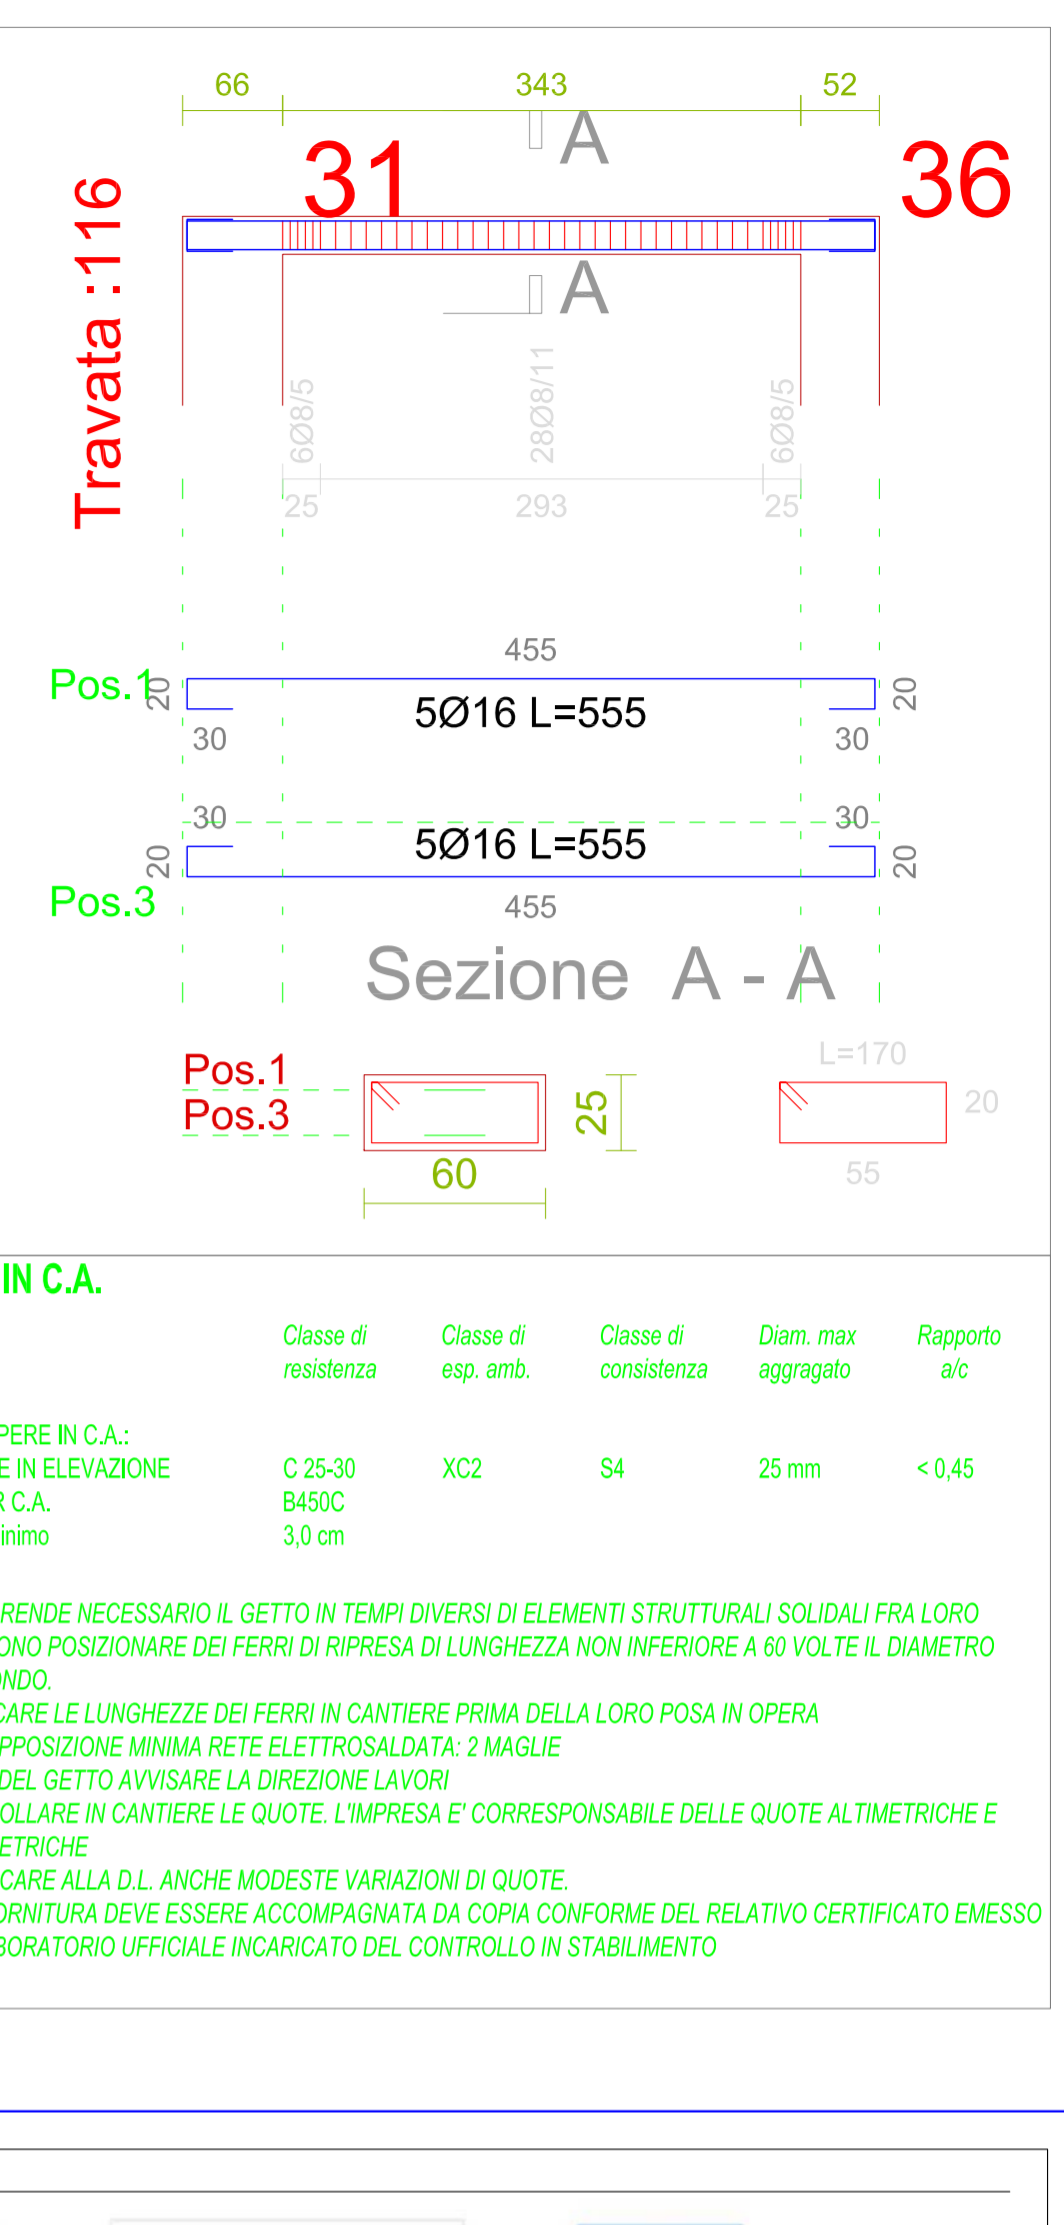 66 343 52
A
31 36
Travata :116
A
6Ø8/5 28Ø8/11 6Ø8/5
25 293 25
455
Pos.1 20 5Ø16 L=555 20
30 30
30 30
20 5Ø16 L=555 20
Pos.3
455
Sezione A - A
Pos.1
Pos.3
25
60
L=170
20
55
IN C.A.
Classe di resistenza
Classe di esp. amb.
Classe di consistenza
Diam. max aggragato
Rapporto a/c
PERE IN C.A.:
E IN ELEVAZIONE C 25-30 XC2 S4 25 mm < 0,45
R C.A. B450C
inimo 3,0 cm
RENDE NECESSARIO IL GETTO IN TEMPI DIVERSI DI ELEMENTI STRUTTURALI SOLIDALI FRA LORO
ONO POSIZIONARE DEI FERRI DI RIPRESA DI LUNGHEZZA NON INFERIORE A 60 VOLTE IL DIAMETRO
ONDO.
CARE LE LUNGHEZZE DEI FERRI IN CANTIERE PRIMA DELLA LORO POSA IN OPERA
PPOSIZIONE MINIMA RETE ELETTROSALDATA: 2 MAGLIE
DEL GETTO AVVISARE LA DIREZIONE LAVORI
OLLARE IN CANTIERE LE QUOTE. L'IMPRESA E' CORRESPONSABILE DELLE QUOTE ALTIMETRICHE E
ETRICHE
CARE ALLA D.L. ANCHE MODESTE VARIAZIONI DI QUOTE.
ORNITURA DEVE ESSERE ACCOMPAGNATA DA COPIA CONFORME DEL RELATIVO CERTIFICATO EMESSO
BORATORIO UFFICIALE INCARICATO DEL CONTROLLO IN STABILIMENTO